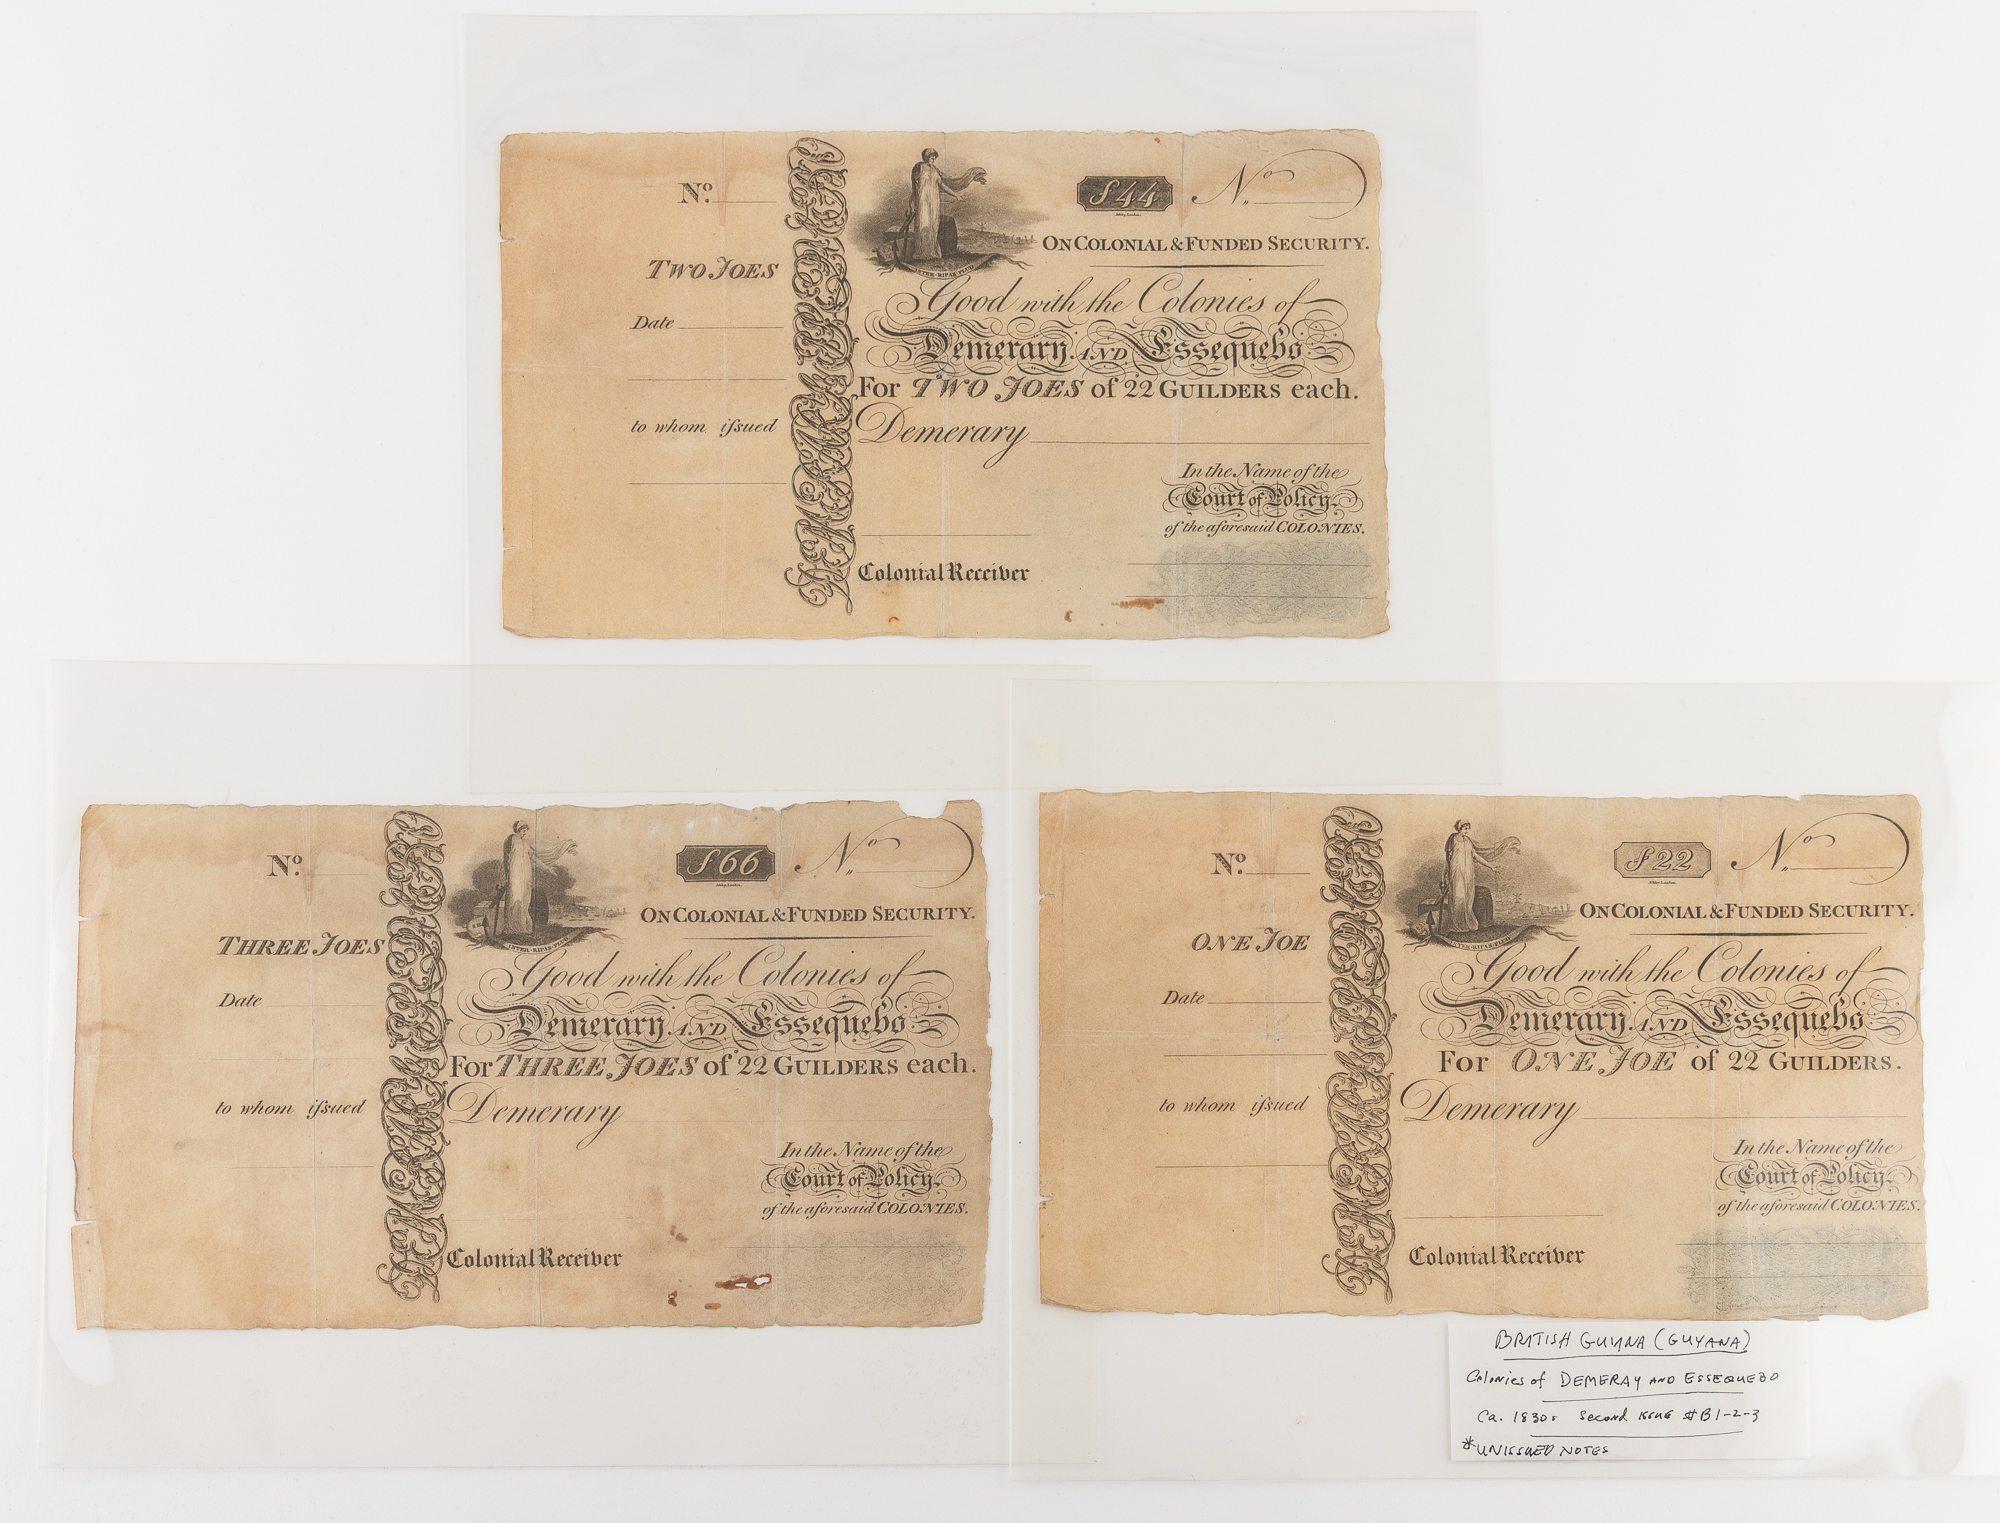 No.
TWO JOES
Date
to whom iſsued
ƒ44
No.
ON COLONIAL & FUNDED SECURITY.
Good with the Colonies of
Demerary AND Essequebo
For TWO JOES of 22 GUILDERS each.
Demerary
In the Name of the
Court of Policy
of the aforesaid COLONIES.
Colonial Receiver
No.
THREE JOES
Date
to whom iſsued
ƒ66
No.
ON COLONIAL & FUNDED SECURITY.
Good with the Colonies of
Demerary AND Essequebo
For THREE JOES of 22 GUILDERS each.
Demerary
In the Name of the
Court of Policy
of the aforesaid COLONIES.
Colonial Receiver
No.
ONE JOE
Date
to whom iſsued
ƒ22
No.
ON COLONIAL & FUNDED SECURITY.
Good with the Colonies of
Demerary AND Essequebo
For ONE JOE of 22 GUILDERS.
Demerary
In the Name of the
Court of Policy
of the aforesaid COLONIES.
Colonial Receiver
BRITISH GUIANA (GUYANA)
Colonies of DEMERAY AND ESSEQUEBO
Ca. 1830s Second ISSUE #B1-2-3
*UNISSUED NOTES